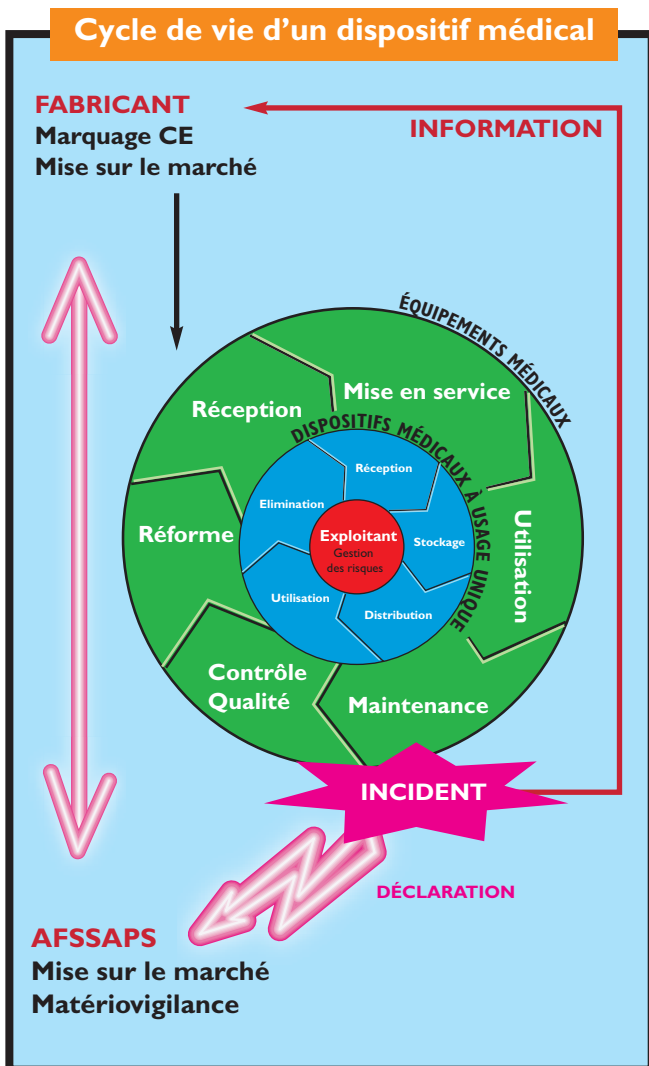 Cycle de vie d’un dispositif médical
FABRICANT
Marquage CE
Mise sur le marché
INFORMATION
ÉQUIPEMENTS MÉDICAUX
Réception
Mise en service
Utilisation
Maintenance
Contrôle
Qualité
Réforme
DISPOSITIFS MÉDICAUX À USAGE UNIQUE
Réception
Stockage
Distribution
Utilisation
Elimination
Exploitant
Gestion
des risques
INCIDENT
DÉCLARATION
AFSSAPS
Mise sur le marché
Matériovigilance